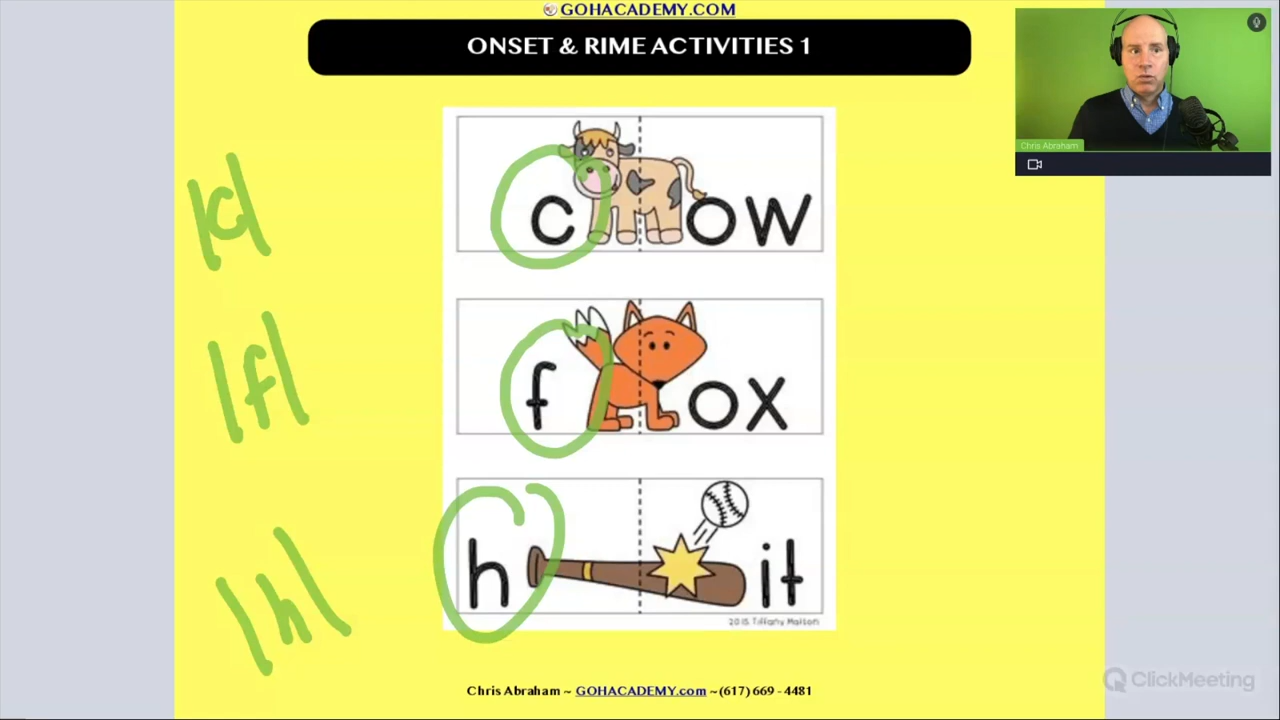 GOHACADEMY.COM
ONSET & RIME ACTIVITIES 1
Chris Abraham
c ow
/c/
f ox
/f/
h it
/h/
2015 Tiffany Matton
Chris Abraham ~ GOHACADEMY.com ~(617) 669 - 4481
ClickMeeting